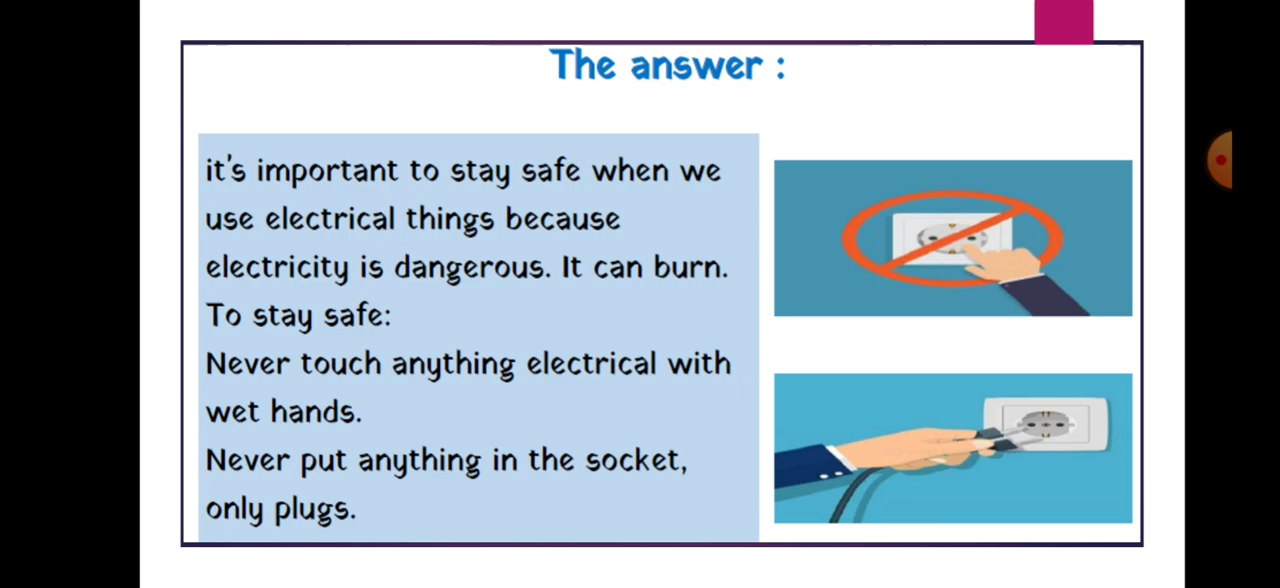 The answer :
it's important to stay safe when we
use electrical things because
electricity is dangerous. It can burn.
To stay safe:
Never touch anything electrical with
wet hands.
Never put anything in the socket,
only plugs.